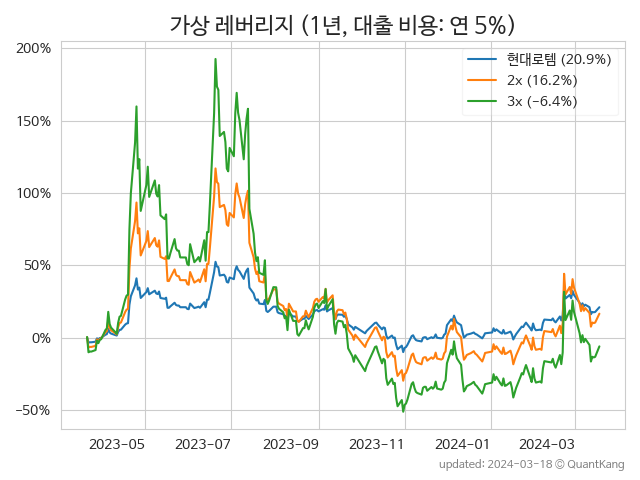 가상 레버리지 (1년, 대출 비용: 연 5%)
현대로템 (20.9%)
2x (16.2%)
3x (−6.4%)
200%
150%
100%
50%
0%
−50%
2023-05 2023-07 2023-09 2023-11 2024-01 2024-03
updated: 2024-03-18 © QuantKang